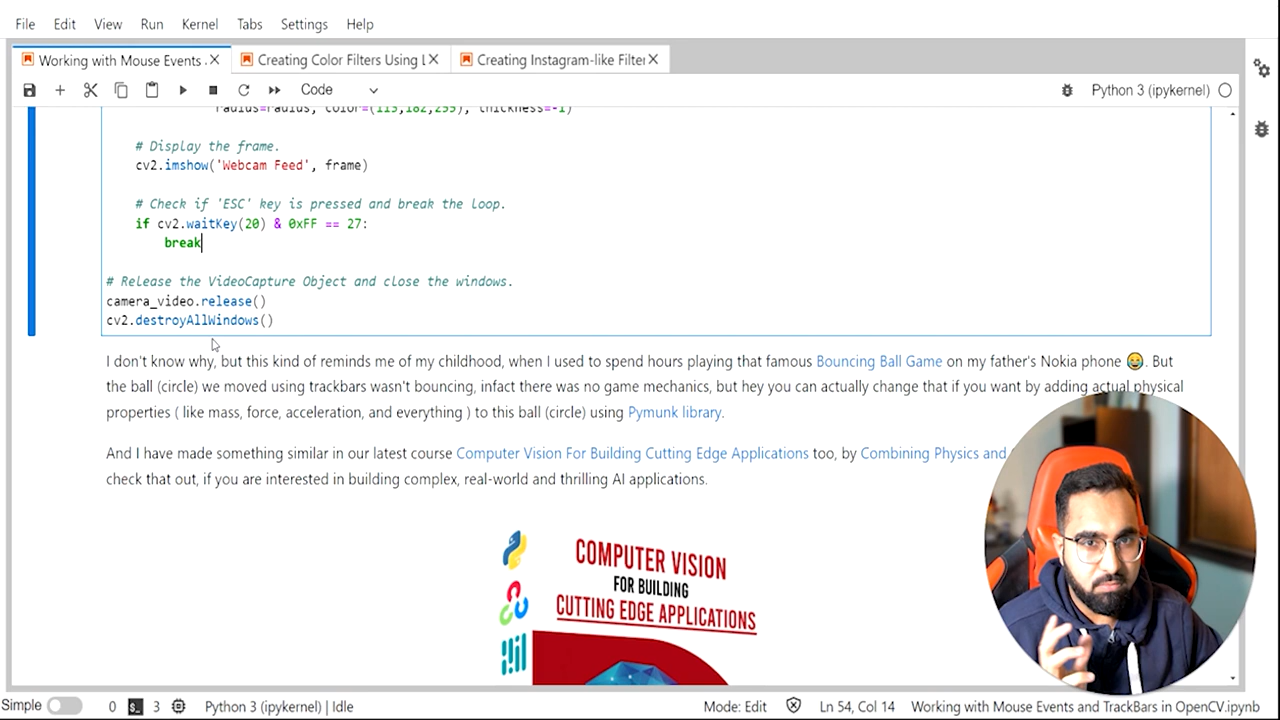 File Edit View Run Kernel Tabs Settings Help
Working with Mouse Events Creating Color Filters Using L Creating Instagram-like Filter
Code Python 3 (ipykernel)
radius=radius, color=(115,182,255), thickness=-1)
# Display the frame.
cv2.imshow('Webcam Feed', frame)
# Check if 'ESC' key is pressed and break the loop.
if cv2.waitKey(20) & 0xFF == 27:
break
# Release the VideoCapture Object and close the windows.
camera_video.release()
cv2.destroyAllWindows()
I don't know why, but this kind of reminds me of my childhood, when I used to spend hours playing that famous Bouncing Ball Game on my father's Nokia phone 😂. But
the ball (circle) we moved using trackbars wasn't bouncing, infact there was no game mechanics, but hey you can actually change that if you want by adding actual physical
properties ( like mass, force, acceleration, and everything ) to this ball (circle) using Pymunk library.
And I have made something similar in our latest course Computer Vision For Building Cutting Edge Applications too, by Combining Physics and
check that out, if you are interested in building complex, real-world and thrilling AI applications.
COMPUTER VISION
FOR BUILDING
CUTTING EDGE APPLICATIONS
Simple 0 3 Python 3 (ipykernel) | Idle Mode: Edit Ln 54, Col 14 Working with Mouse Events and TrackBars in OpenCV.ipynb